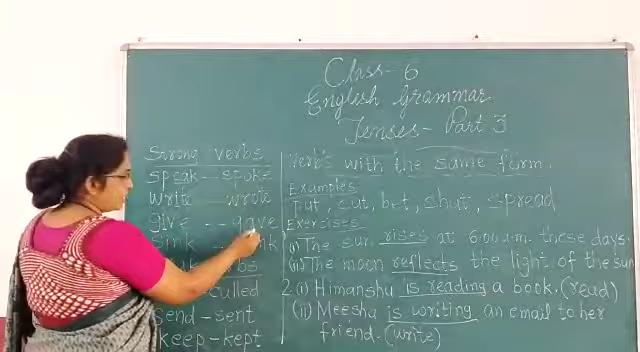 Class - 6
English Grammar
Tenses - Part 3
Strong verbs
speak - spoke
write - wrote
give - gave
sink
Send - sent
keep - kept
Verbs with the same form.
Examples
Put, cut, bet, shut, spread
Exercises
(i) The sun rises at 6:00 a.m. these days.
(ii) The moon reflects the light of the sun
2.(i) Himanshu is reading a book. (read)
(ii) Meeshu is writing an email to her
friend. (write)